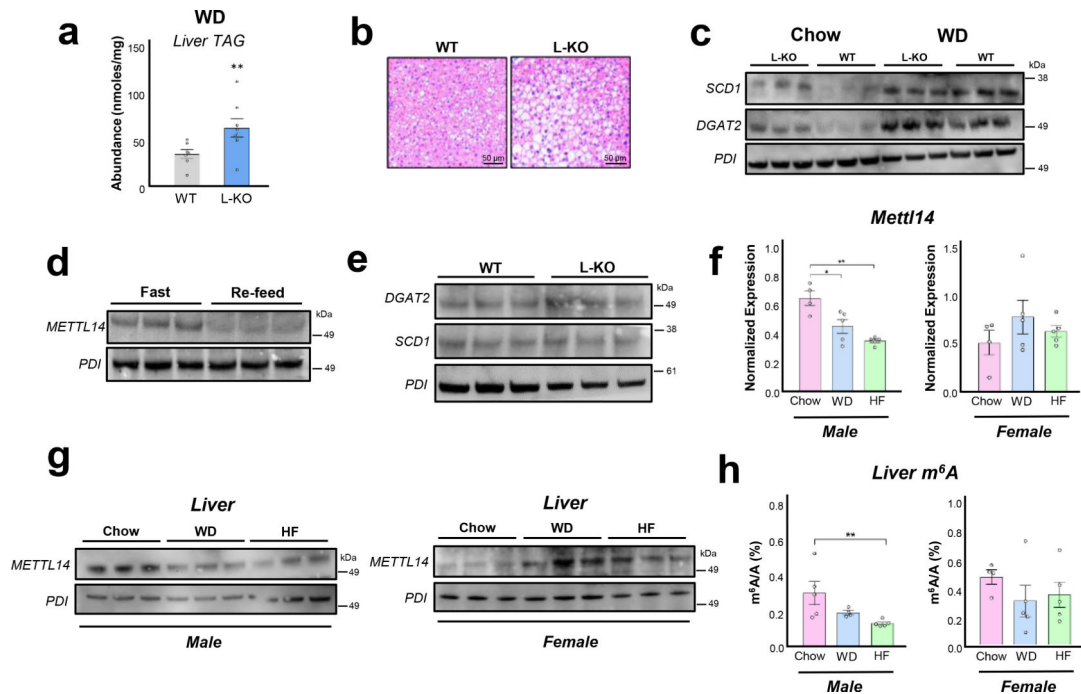 a
WD
Liver TAG
Abundance (nmoles/mg)
150
100
50
0
**
WT
L-KO
b
WT
L-KO
50 µm
50 µm
c
Chow
WD
L-KO
WT
L-KO
WT
kDa
SCD1
38
DGAT2
49
PDI
49
d
Fast
Re-feed
kDa
METTL14
49
PDI
49
e
WT
L-KO
kDa
DGAT2
49
SCD1
38
PDI
61
f
Mettl14
Normalized Expression
1.0
0.8
0.6
0.4
0.2
0
**
*
Chow
WD
HF
Male
Normalized Expression
1.5
1.0
0.5
0.0
Chow
WD
HF
Female
g
Liver
Chow
WD
HF
kDa
METTL14
49
PDI
49
Male
Liver
Chow
WD
HF
kDa
METTL14
49
PDI
49
Female
h
Liver m⁶A
m⁶A/A (%)
0.8
0.6
0.4
0.2
0.0
**
Chow
WD
HF
Male
m⁶A/A (%)
0.8
0.6
0.4
0.2
0.0
Chow
WD
HF
Female